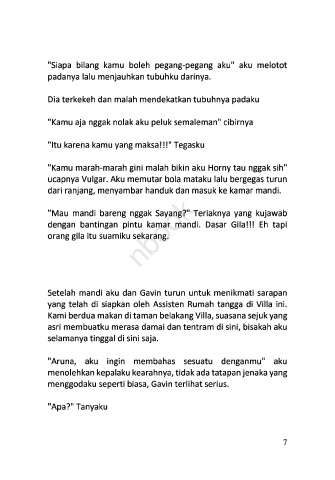 "Siapa bilang kamu boleh pegang-pegang aku" aku melotot
padanya lalu menjauhkan tubuhku darinya.
Dia terkekeh dan malah mendekatkan tubuhnya padaku
"Kamu aja nggak nolak aku peluk semaleman" cibirnya
"Itu karena kamu yang maksa!!!" Tegasku
"Kamu marah-marah gini malah bikin aku Horny tau nggak sih"
ucapnya Vulgar. Aku memutar bola mataku lalu bergegas turun
dari ranjang, menyambar handuk dan masuk ke kamar mandi.
"Mau mandi bareng nggak Sayang?" Teriaknya yang kujawab
dengan bantingan pintu kamar mandi. Dasar Gila!!! Eh tapi
orang gila itu suamiku sekarang.
Setelah mandi aku dan Gavin turun untuk menikmati sarapan
yang telah di siapkan oleh Assisten Rumah tangga di Villa ini.
Kami berdua makan di taman belakang Villa, suasana sejuk yang
asri membuatku merasa damai dan tentram di sini, bisakah aku
selamanya tinggal di sini saja.
"Aruna, aku ingin membahas sesuatu denganmu" aku
menolehkan kepalaku kearahnya, tidak ada tatapan jenaka yang
menggodaku seperti biasa, Gavin terlihat serius.
"Apa?" Tanyaku
7